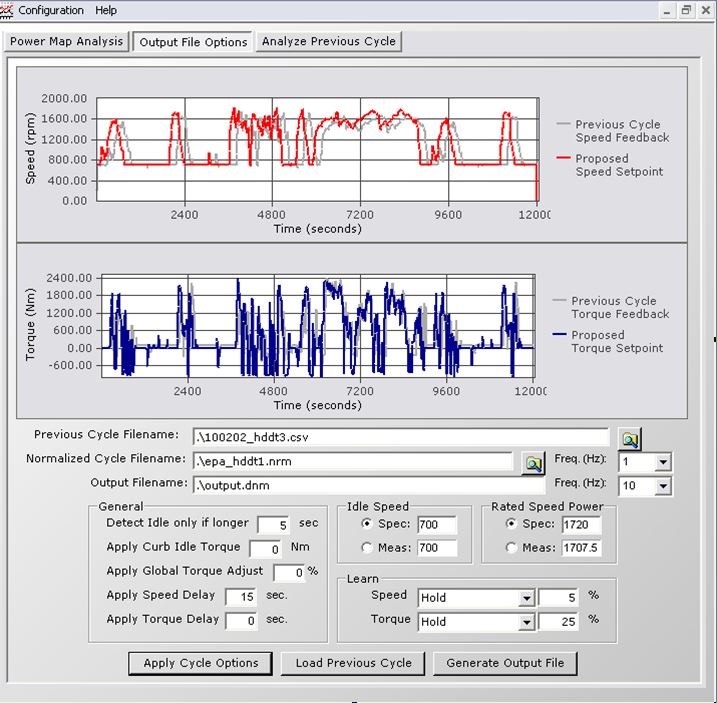 Configuration Help
Power Map Analysis Output File Options Analyze Previous Cycle
Speed (rpm)
2000.00
1600.00
1200.00
800.00
400.00
0.00
2400 4800 7200 9600 12000
Time (seconds)
Previous Cycle
Speed Feedback
Proposed
Speed Setpoint
Torque (Nm)
2400.00
1800.00
1200.00
600.00
0.00
-600.00
2400 4800 7200 9600 12000
Time (seconds)
Previous Cycle
Torque Feedback
Proposed
Torque Setpoint
Previous Cycle Filename: .\100202_hddt3.csv
Normalized Cycle Filename: .\epa_hddt1.nrm Freq. (Hz): 1
Output Filename: .\output.dnm Freq. (Hz): 10
General
Detect Idle only if longer 5 sec
Apply Curb Idle Torque 0 Nm
Apply Global Torque Adjust 0 %
Apply Speed Delay 15 sec.
Apply Torque Delay 0 sec.
Idle Speed
Spec: 700
Meas: 700
Rated Speed Power
Spec: 1720
Meas: 1707.5
Learn
Speed Hold 5 %
Torque Hold 25 %
Apply Cycle Options Load Previous Cycle Generate Output File